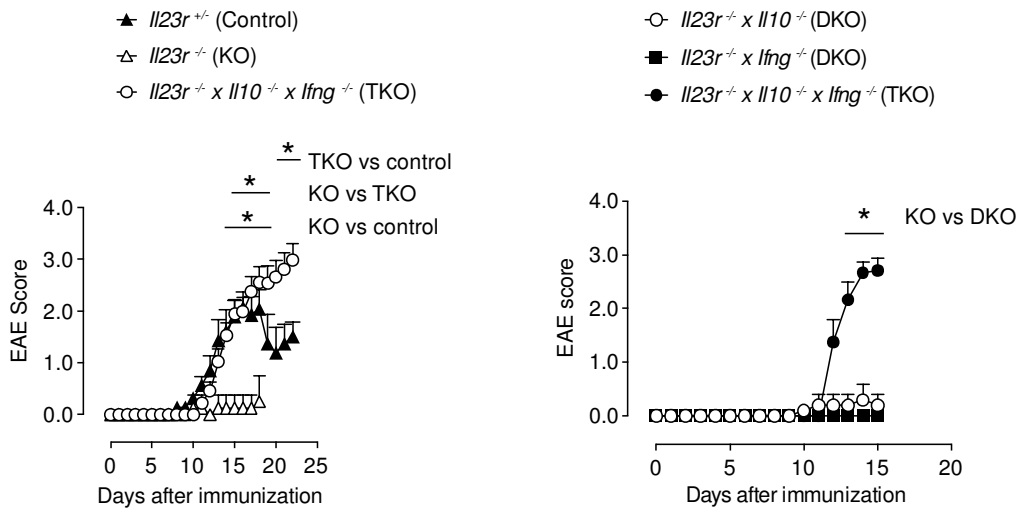 Il23r +/- (Control)
Il23r -/- (KO)
Il23r -/- x Il10 -/- x Ifng -/- (TKO)
* TKO vs control
* KO vs TKO
* KO vs control
EAE Score
4.0
3.0
2.0
1.0
0.0
0 5 10 15 20 25
Days after immunization
Il23r -/- x Il10 -/- (DKO)
Il23r -/- x Ifng -/- (DKO)
Il23r -/- x Il10 -/- x Ifng -/- (TKO)
* KO vs DKO
EAE score
4.0
3.0
2.0
1.0
0.0
0 5 10 15 20
Days after immunization